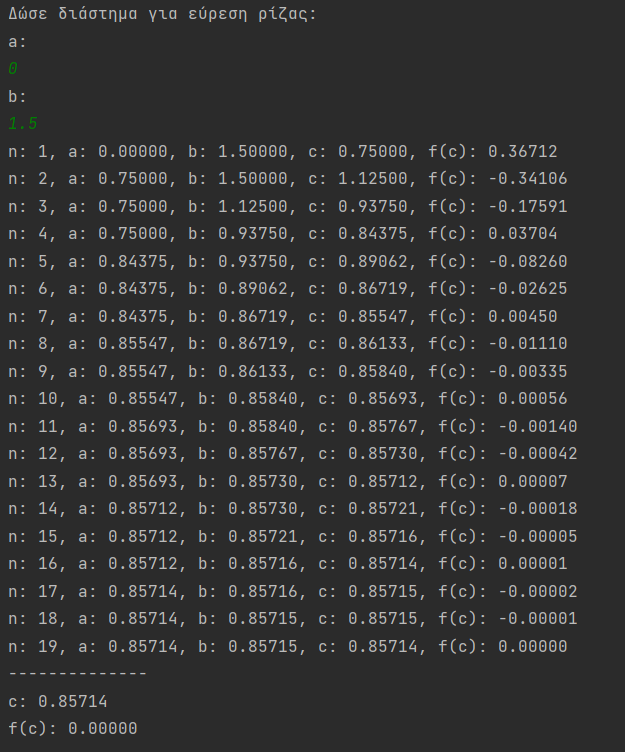 Δώσε διάστημα για εύρεση ρίζας:
a:
0
b:
1.5
n: 1, a: 0.00000, b: 1.50000, c: 0.75000, f(c): 0.36712
n: 2, a: 0.75000, b: 1.50000, c: 1.12500, f(c): -0.34106
n: 3, a: 0.75000, b: 1.12500, c: 0.93750, f(c): -0.17591
n: 4, a: 0.75000, b: 0.93750, c: 0.84375, f(c): 0.03704
n: 5, a: 0.84375, b: 0.93750, c: 0.89062, f(c): -0.08260
n: 6, a: 0.84375, b: 0.89062, c: 0.86719, f(c): -0.02625
n: 7, a: 0.84375, b: 0.86719, c: 0.85547, f(c): 0.00450
n: 8, a: 0.85547, b: 0.86719, c: 0.86133, f(c): -0.01110
n: 9, a: 0.85547, b: 0.86133, c: 0.85840, f(c): -0.00335
n: 10, a: 0.85547, b: 0.85840, c: 0.85693, f(c): 0.00056
n: 11, a: 0.85693, b: 0.85840, c: 0.85767, f(c): -0.00140
n: 12, a: 0.85693, b: 0.85767, c: 0.85730, f(c): -0.00042
n: 13, a: 0.85693, b: 0.85730, c: 0.85712, f(c): 0.00007
n: 14, a: 0.85712, b: 0.85730, c: 0.85721, f(c): -0.00018
n: 15, a: 0.85712, b: 0.85721, c: 0.85716, f(c): -0.00005
n: 16, a: 0.85712, b: 0.85716, c: 0.85714, f(c): 0.00001
n: 17, a: 0.85714, b: 0.85716, c: 0.85715, f(c): -0.00002
n: 18, a: 0.85714, b: 0.85715, c: 0.85715, f(c): -0.00001
n: 19, a: 0.85714, b: 0.85715, c: 0.85714, f(c): 0.00000
--------------
c: 0.85714
f(c): 0.00000